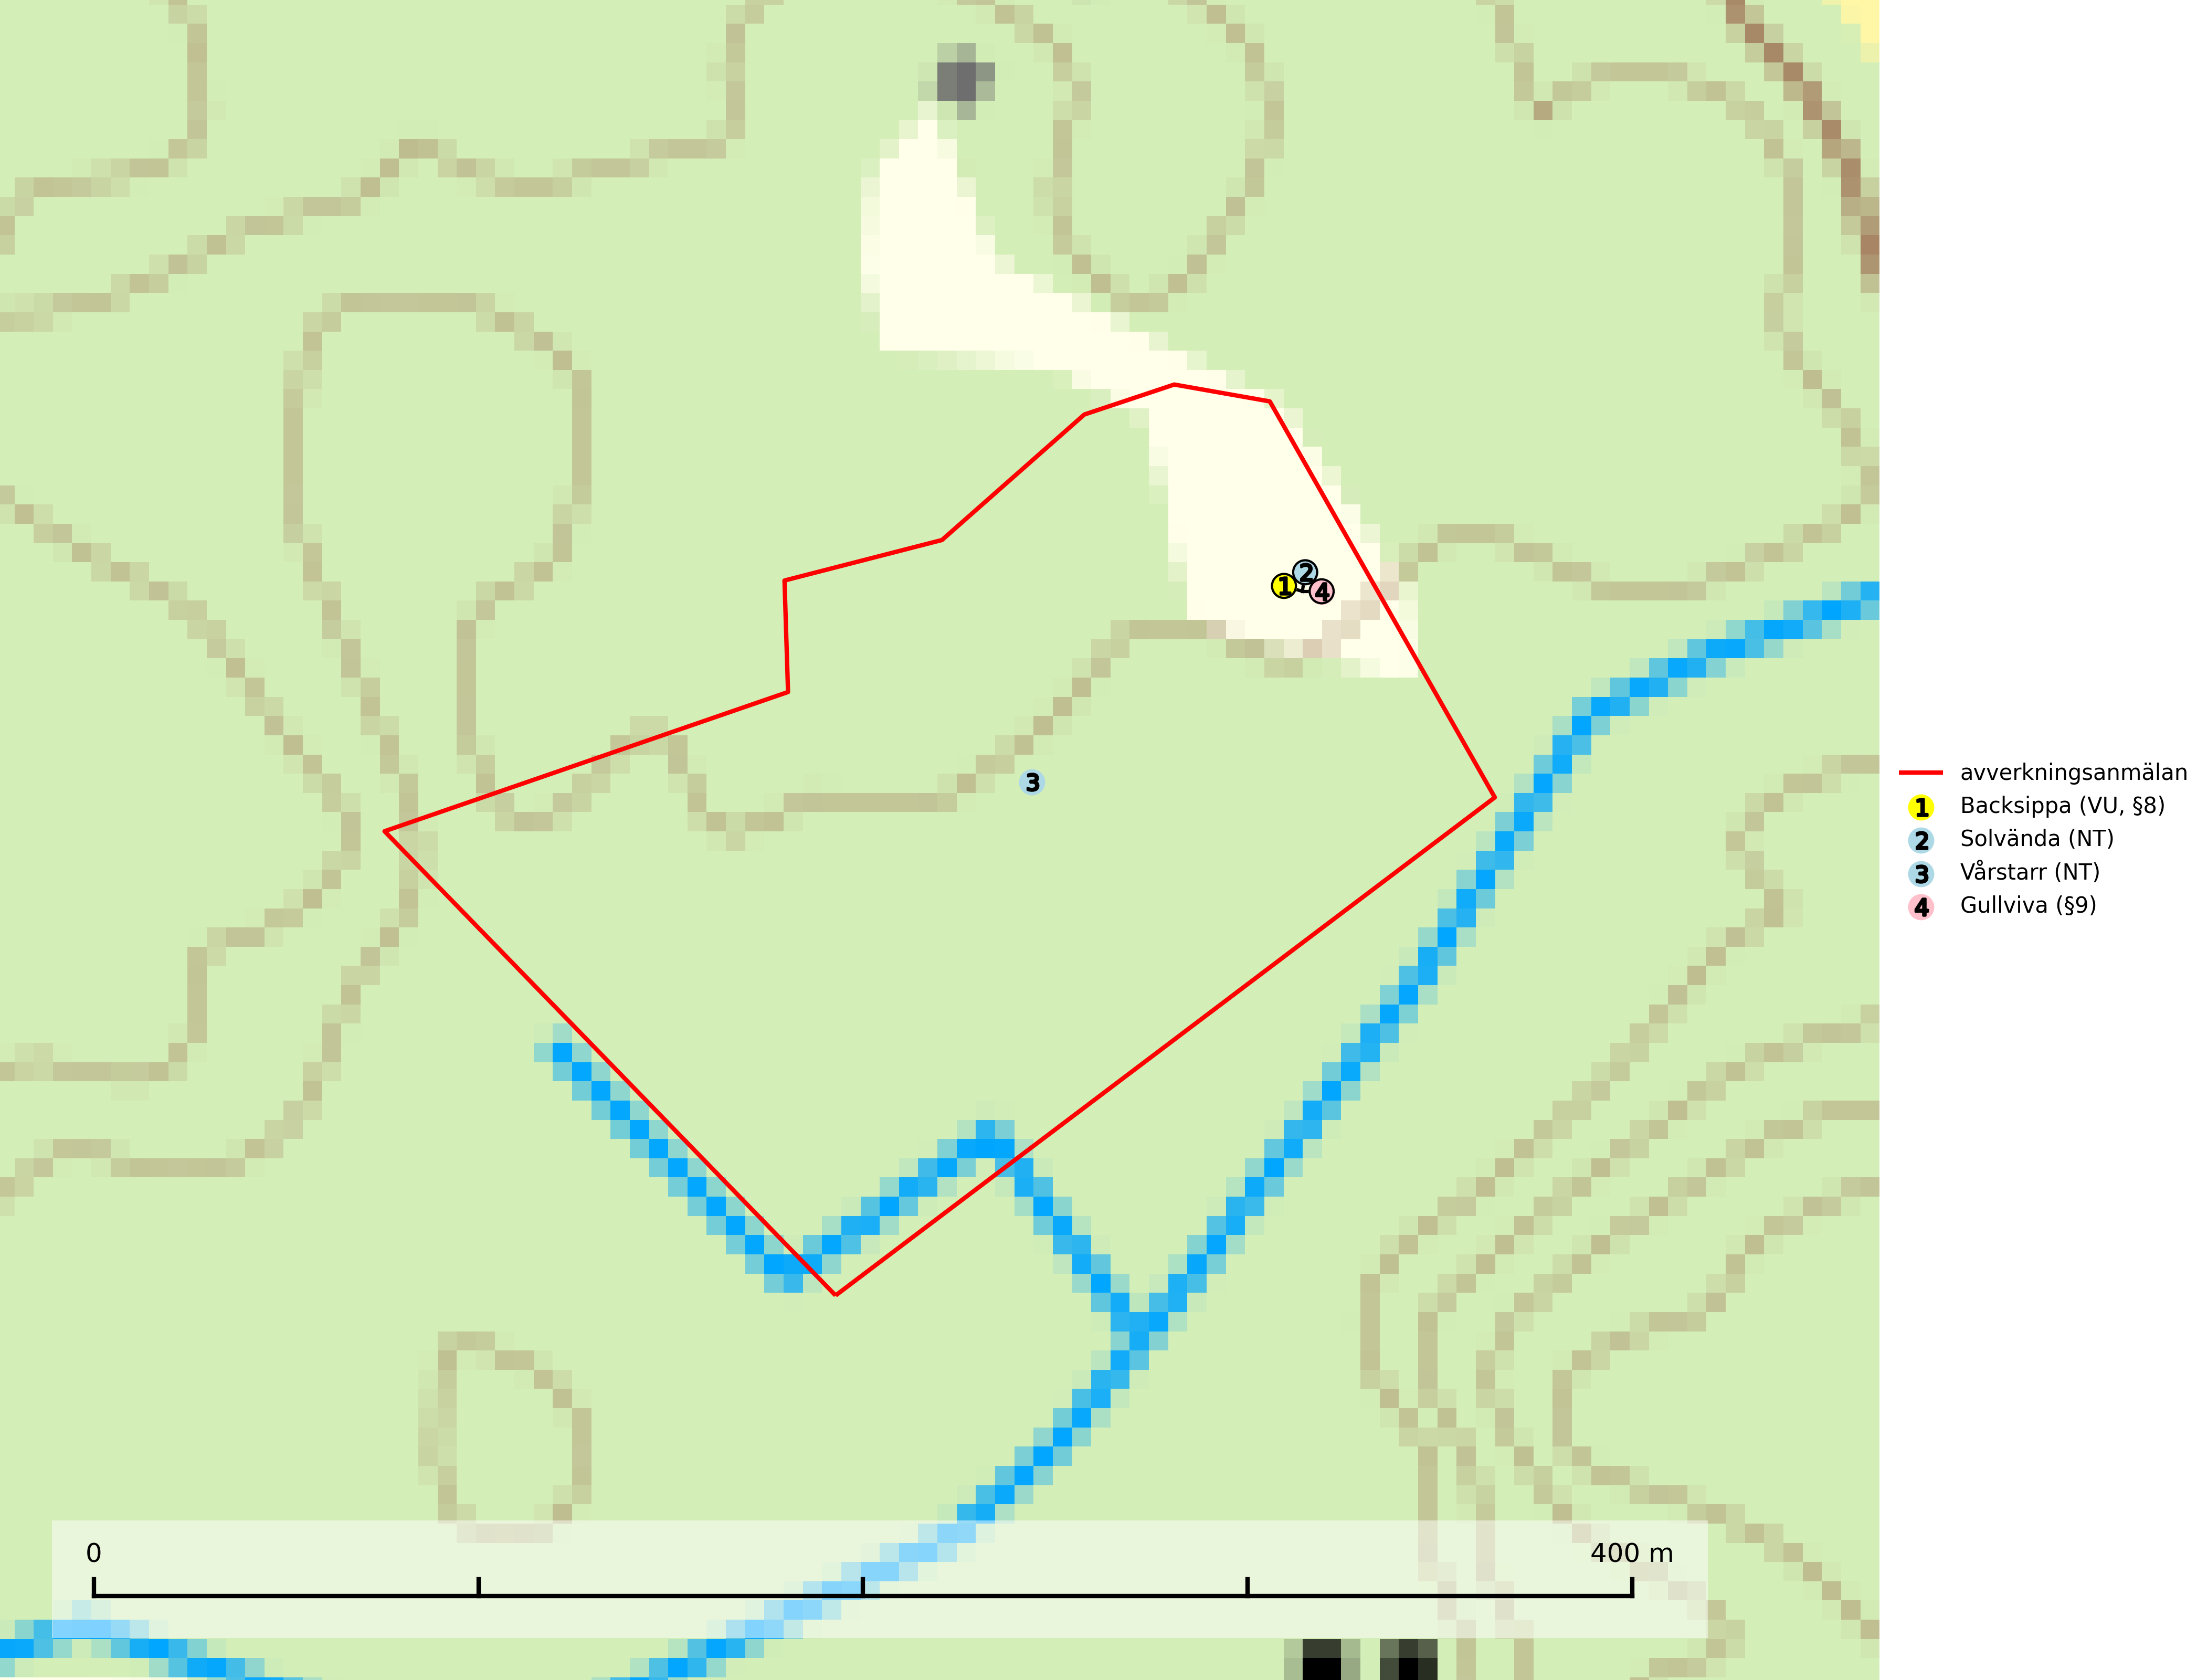 2
1
4
3
avverkningsanmälan
1 Backsippa (VU, §8)
2 Solvända (NT)
3 Vårstarr (NT)
4 Gullviva (§9)
0
400 m